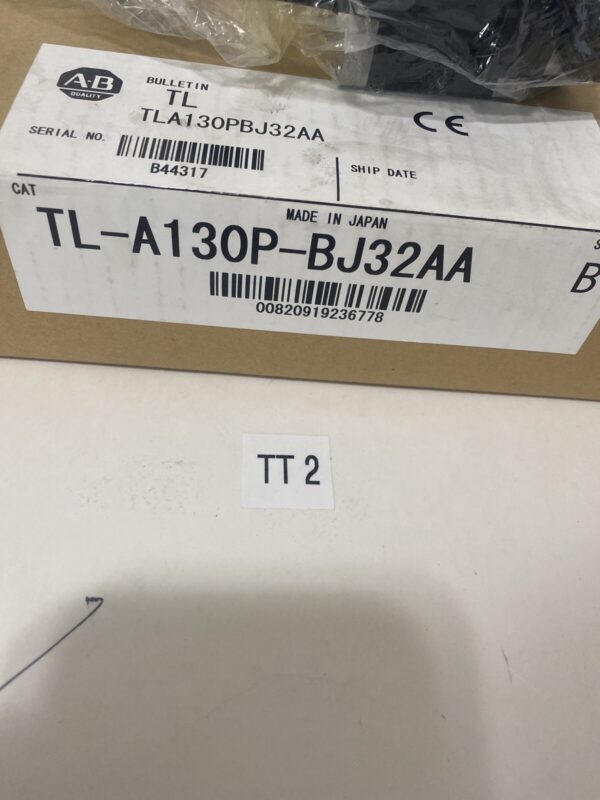 A-B
QUALITY
BULLETIN
TL
TLA130PBJ32AA
CE
SERIAL NO.
B44317
SHIP DATE
CAT
MADE IN JAPAN
TL-A130P-BJ32AA
B
00820919236778
TT 2